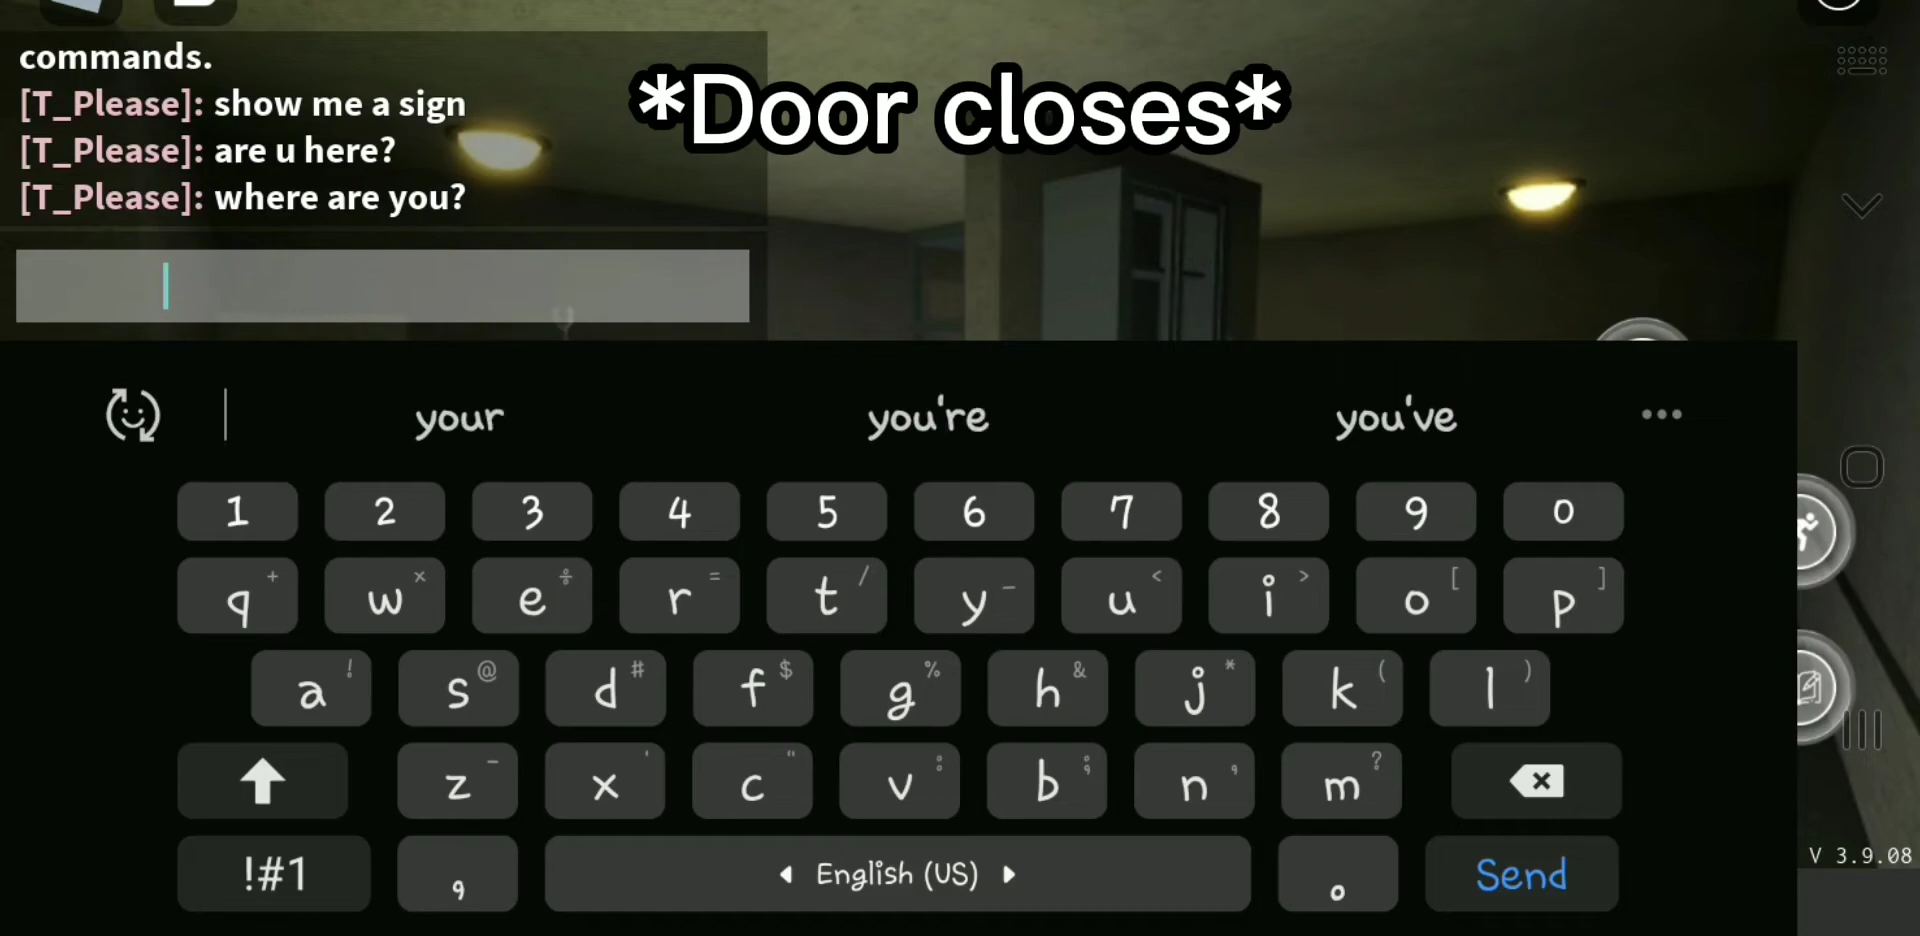 commands.
*Door closes*
[T_Please]: show me a sign
[T_Please]: are u here?
[T_Please]: where are you?
your you're you've
1 2 3 4 5 6 7 8 9 0
+ × ÷ = / - < > [ ]
q w e r t y u i o p
! @ # $ % & * ( )
a s d f g h j k l
- ' " : ; , ?
z x c v b n m
!#1 , English (US) . Send
V 3.9.08